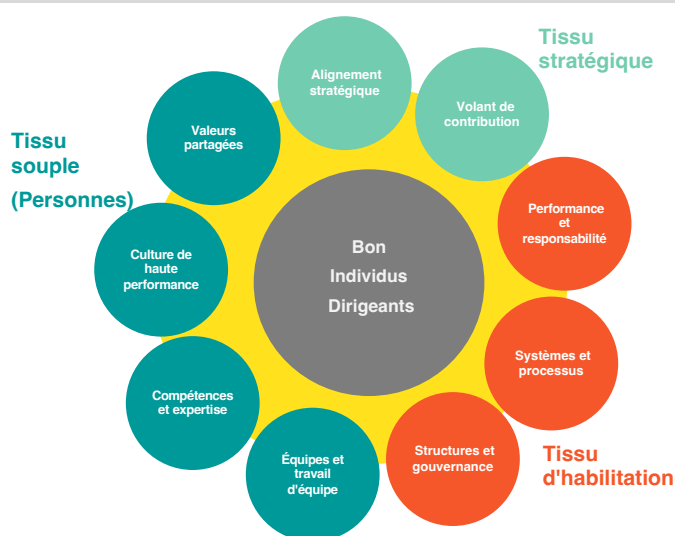 Tissu
stratégique
Alignement
stratégique
Volant de
contribution
Valeurs
partagées
Tissu
souple
(Personnes)
Performance
et
responsabilité
Culture de
haute
performance
Bon
Individus
Dirigeants
Systèmes et
processus
Compétences
et expertise
Équipes et
travail
d'équipe
Structures et
gouvernance
Tissu
d'habilitation